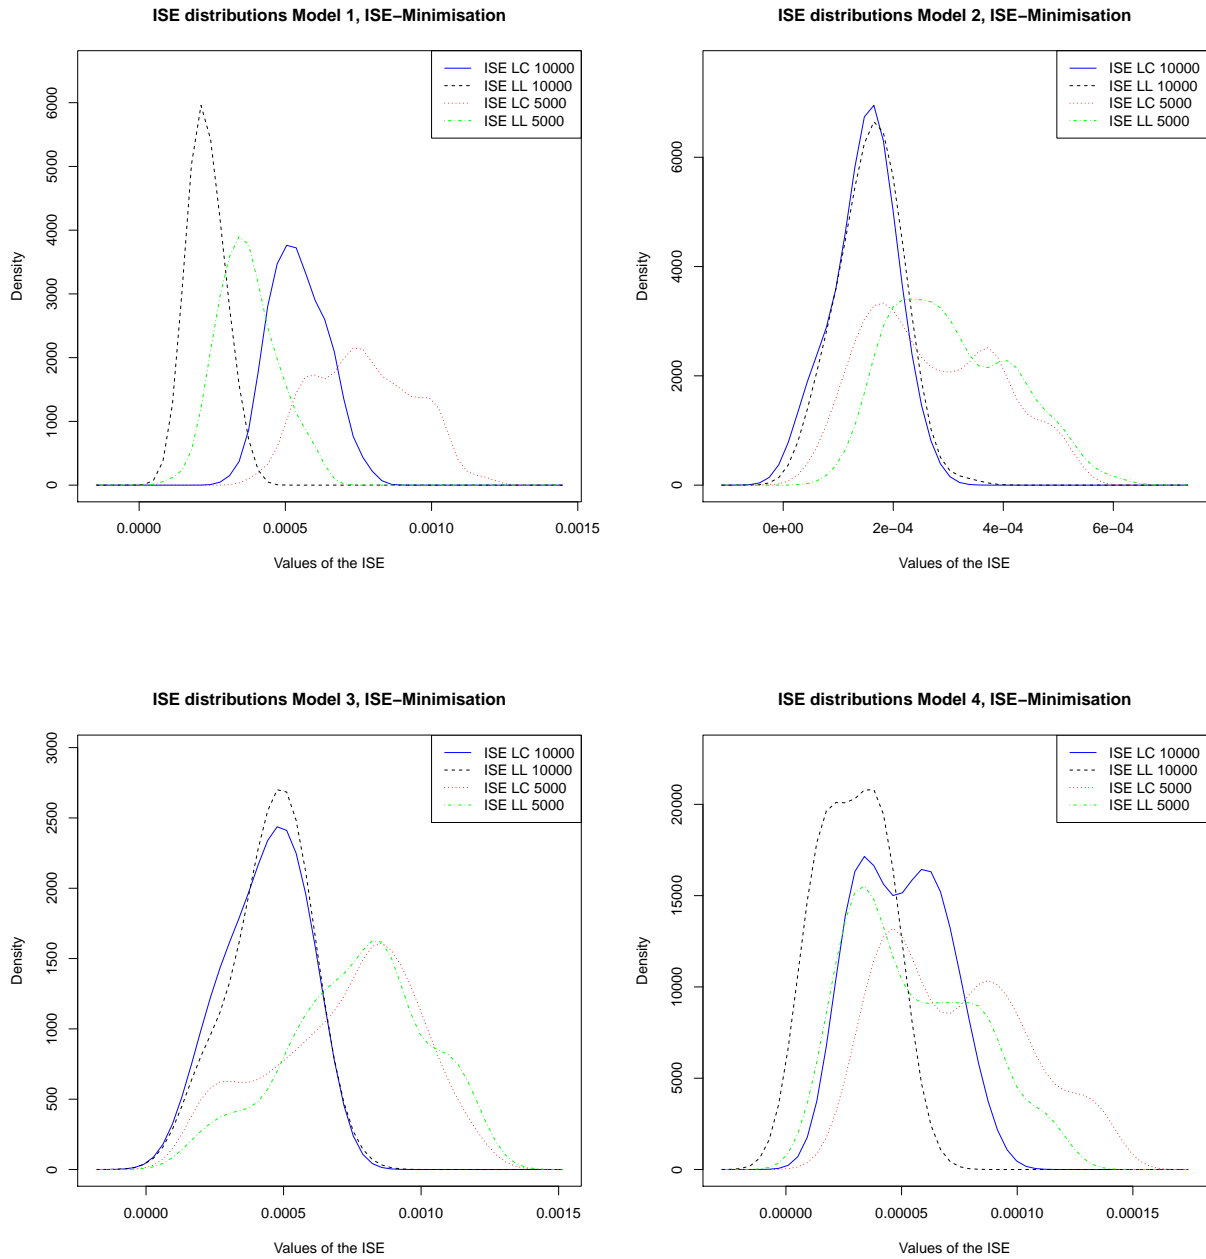 ISE distributions Model 1, ISE−Minimisation
ISE LC 10000
ISE LL 10000
ISE LC 5000
ISE LL 5000
Density
0
1000
2000
3000
4000
5000
6000
0.0000
0.0005
0.0010
0.0015
Values of the ISE
ISE distributions Model 2, ISE−Minimisation
ISE LC 10000
ISE LL 10000
ISE LC 5000
ISE LL 5000
Density
0
2000
4000
6000
0e+00
2e−04
4e−04
6e−04
Values of the ISE
ISE distributions Model 3, ISE−Minimisation
ISE LC 10000
ISE LL 10000
ISE LC 5000
ISE LL 5000
Density
0
500
1000
1500
2000
2500
3000
0.0000
0.0005
0.0010
0.0015
Values of the ISE
ISE distributions Model 4, ISE−Minimisation
ISE LC 10000
ISE LL 10000
ISE LC 5000
ISE LL 5000
Density
0
5000
10000
15000
20000
0.00000
0.00005
0.00010
0.00015
Values of the ISE